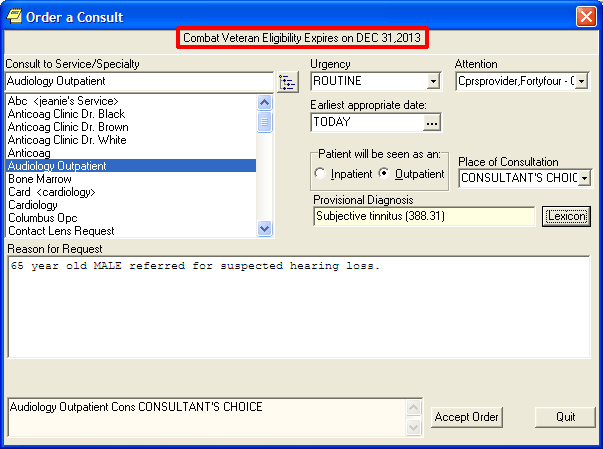 Order a Consult
Combat Veteran Eligibility Expires on DEC 31,2013
Consult to Service/Specialty
Audiology Outpatient
Abc <jeanie's Service>
Anticoag Clinic Dr. Black
Anticoag Clinic Dr. Brown
Anticoag Clinic Dr. White
Anticoag
Audiology Outpatient
Bone Marrow
Card <cardiology>
Cardiology
Columbus Opc
Contact Lens Request
Urgency
ROUTINE
Attention
Cprsprovider,Fortyfour -
Earliest appropriate date:
TODAY
...
Patient will be seen as an:
Inpatient
Outpatient
Place of Consultation
CONSULTANT'S CHOIC
Provisional Diagnosis
Subjective tinnitus (388.31)
Lexicon
Reason for Request
65 year old MALE referred for suspected hearing loss.
Audiology Outpatient Cons CONSULTANT'S CHOICE
Accept Order
Quit